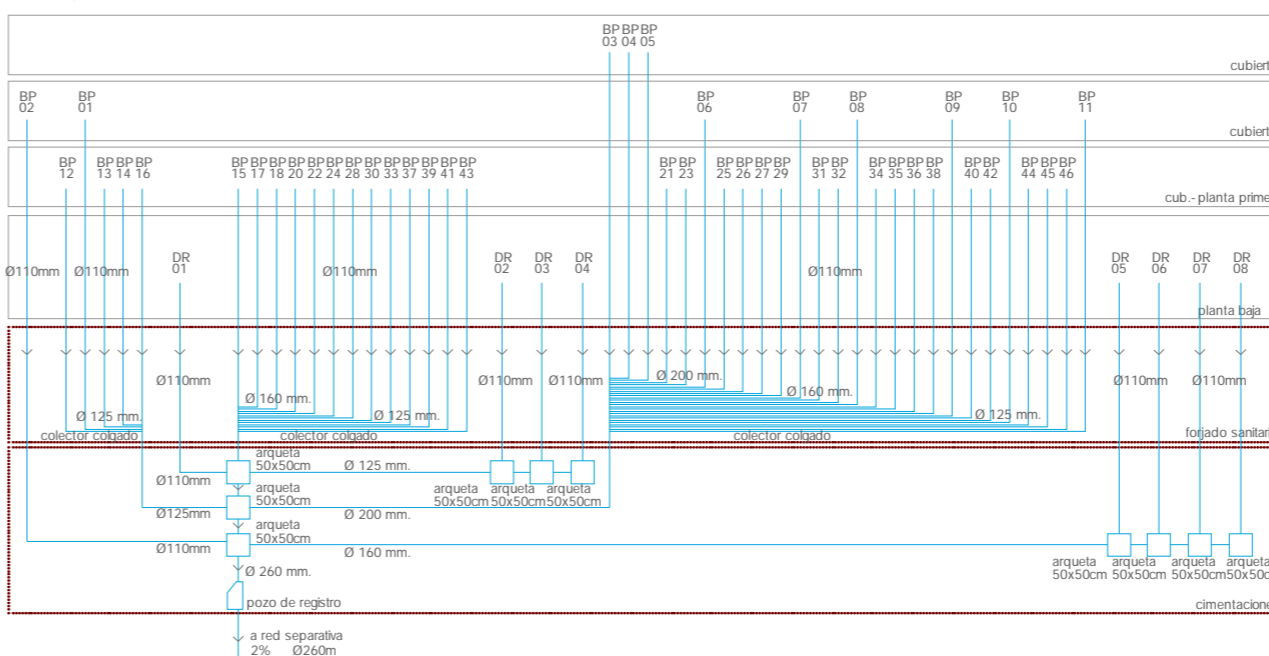 BP BP BP
03 04 05
cubiert
BP BP BP BP BP BP BP BP
02 01 06 07 08 09 10 11
cubiert
BP BP BP BP BP BP BP BP BP BP BP BP BP BP BP BP BP BP BP BP BP BP BP BP BP BP BP BP BP BP BP BP BP BP BP
12 13 14 16 15 17 18 20 22 24 28 30 33 37 39 41 43 21 23 25 26 27 29 31 32 34 35 36 38 40 42 44 45 46
cub.- planta prime
DR DR DR DR DR DR DR DR
01 02 03 04 05 06 07 08
Ø110mm Ø110mm Ø110mm Ø110mm
planta baja
Ø110mm Ø110mm Ø110mm Ø110mm Ø110mm
Ø 200 mm.
Ø 160 mm. Ø 160 mm.
Ø 125 mm. Ø 125 mm. Ø 125 mm.
colector colgado colector colgado colector colgado forjado sanitari
arqueta
50x50cm
Ø 125 mm.
Ø110mm
arqueta arqueta arqueta
50x50cm 50x50cm 50x50cm
arqueta
50x50cm
Ø125mm Ø 200 mm.
arqueta
50x50cm
Ø110mm Ø 160 mm.
arqueta arqueta arqueta arqueta
50x50cm 50x50cm 50x50cm 50x50c
Ø 260 mm.
pozo de registro
cimentacione
a red separativa
2% Ø260m